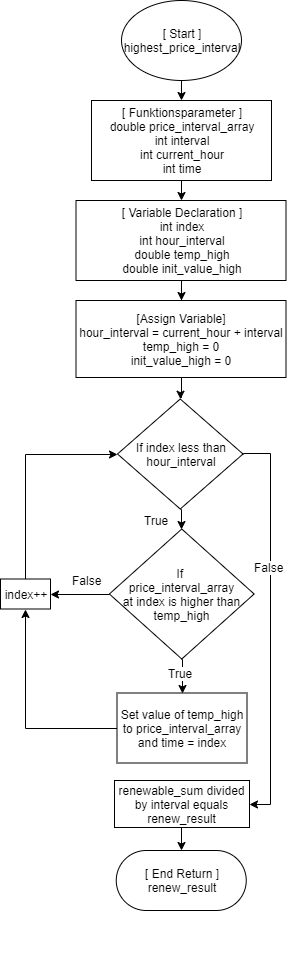 [ Start ]
highest_price_interval
[ Funktionsparameter ]
double price_interval_array
int interval
int current_hour
int time
[ Variable Declaration ]
int index
int hour_interval
double temp_high
double init_value_high
[Assign Variable]
hour_interval = current_hour + interval
temp_high = 0
init_value_high = 0
If index less than
hour_interval
True
False
If
price_interval_array
at index is higher than
temp_high
False
index++
True
Set value of temp_high
to price_interval_array
and time = index
renewable_sum divided
by interval equals
renew_result
[ End Return ]
renew_result